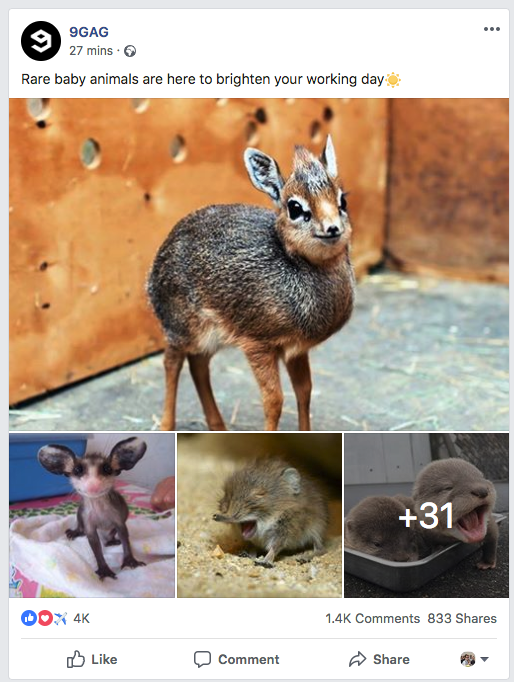 9GAG
27 mins ·
Rare baby animals are here to brighten your working day
+31
4K
1.4K Comments 833 Shares
Like Comment Share